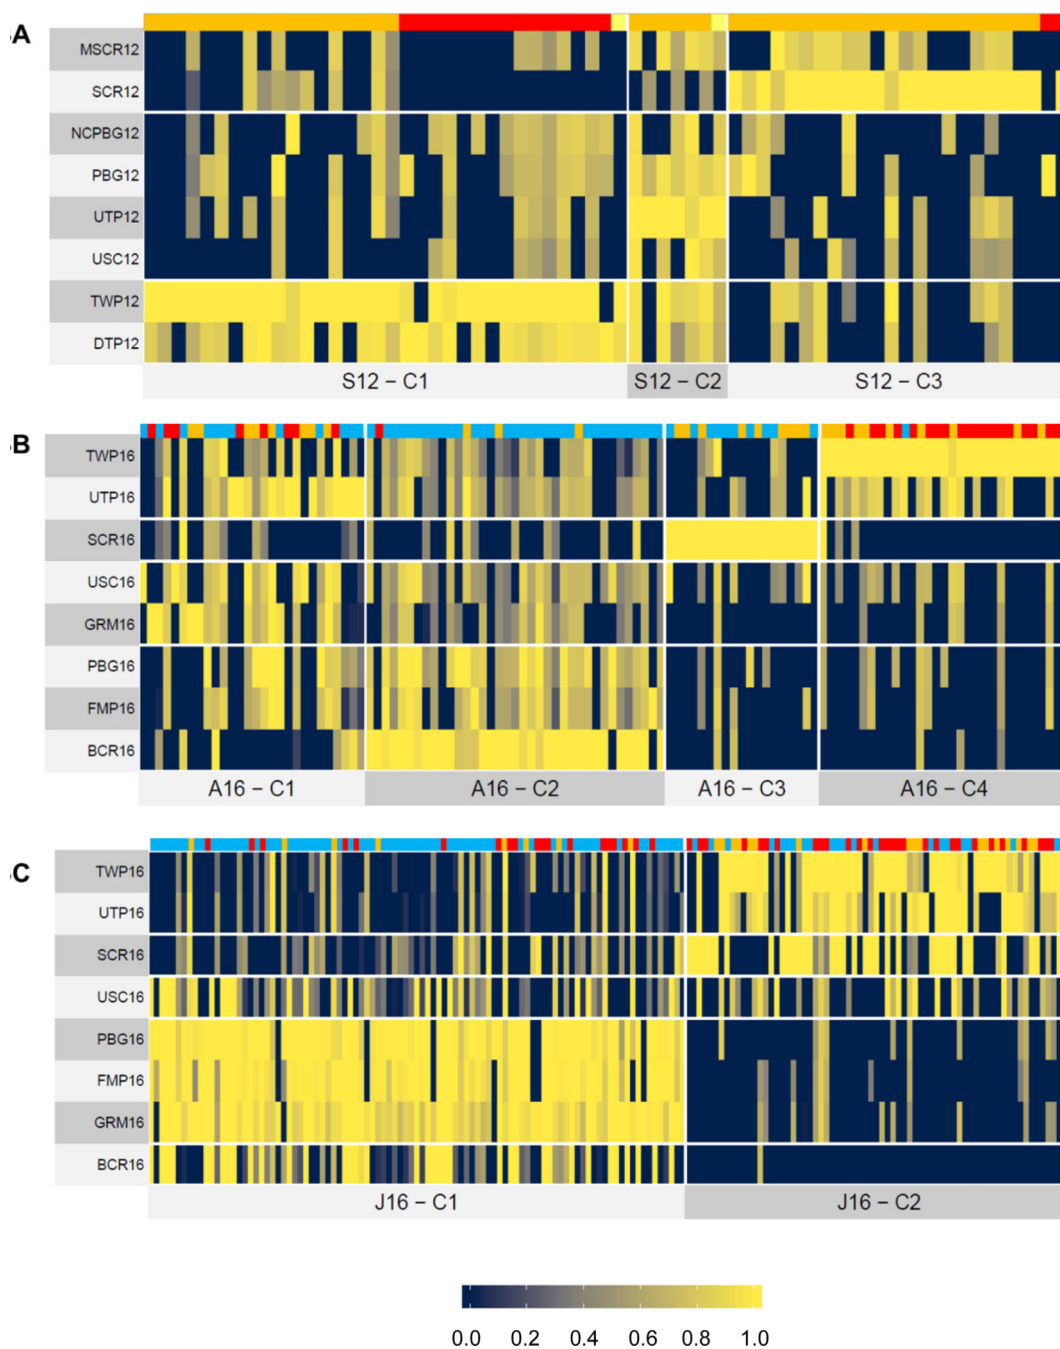 :A
MSCR12
SCR12
NCPBG12
PBG12
UTP12
USC12
TWP12
DTP12
S12 – C1 S12 – C2 S12 – C3
:B
TWP16
UTP16
SCR16
USC16
GRM16
PBG16
FMP16
BCR16
A16 – C1 A16 – C2 A16 – C3 A16 – C4
:C
TWP16
UTP16
SCR16
USC16
PBG16
FMP16
GRM16
BCR16
J16 – C1 J16 – C2
0.0 0.2 0.4 0.6 0.8 1.0